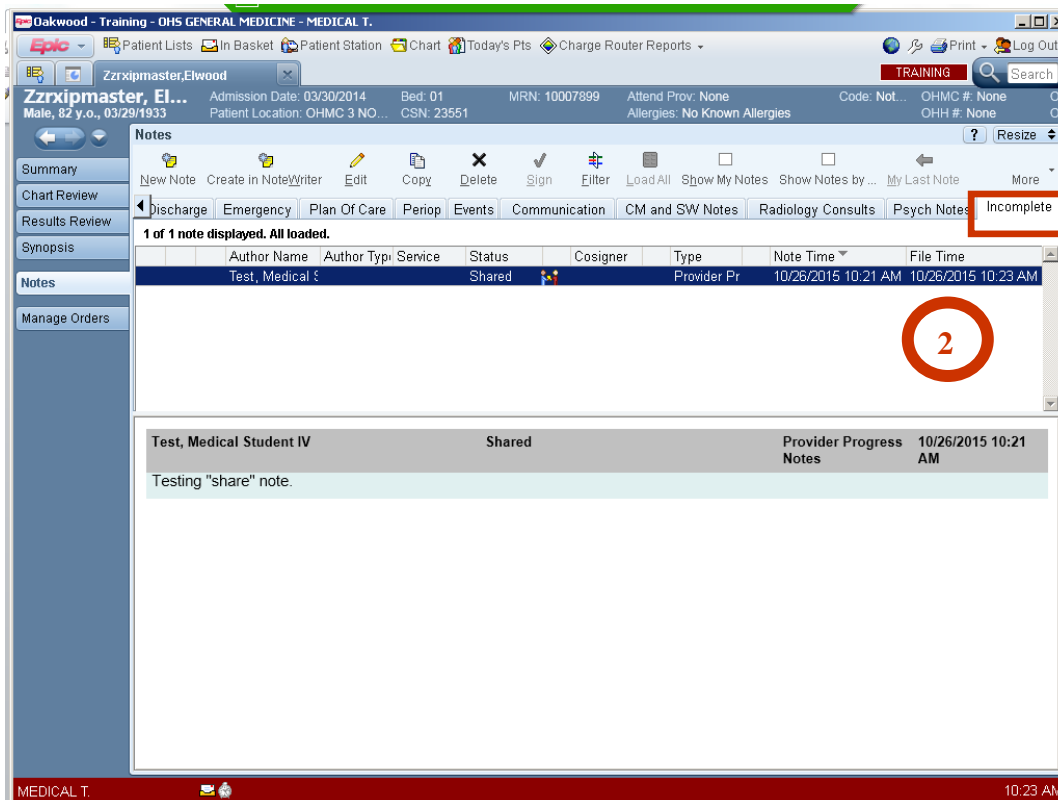 Oakwood - Training - OHS GENERAL MEDICINE - MEDICAL T.
Epic Patient Lists In Basket Patient Station Chart Today's Pts Charge Router Reports Print Log Out
Zzrxipmaster,Elwood TRAINING Search
Zzrxipmaster, El... Admission Date: 03/30/2014 Bed: 01 MRN: 10007899 Attend Prov: None Code: Not... OHMC #: None
Male, 82 y.o., 03/29/1933 Patient Location: OHMC 3 NO... CSN: 23551 Allergies: No Known Allergies OHH #: None
Notes ? Resize
New Note Create in NoteWriter Edit Copy Delete Sign Filter Load All Show My Notes Show Notes by ... My Last Note More
Discharge Emergency Plan Of Care Periop Events Communication CM and SW Notes Radiology Consults Psych Notes Incomplete
1 of 1 note displayed. All loaded.
Author Name Author Typ Service Status Cosigner Type Note Time File Time
Test, Medical S Shared Provider Pr 10/26/2015 10:21 AM 10/26/2015 10:23 AM
Summary
Chart Review
Results Review
Synopsis
Notes
Manage Orders
2
Test, Medical Student IV Shared Provider Progress 10/26/2015 10:21
Notes AM
Testing "share" note.
MEDICAL T. 10:23 AM